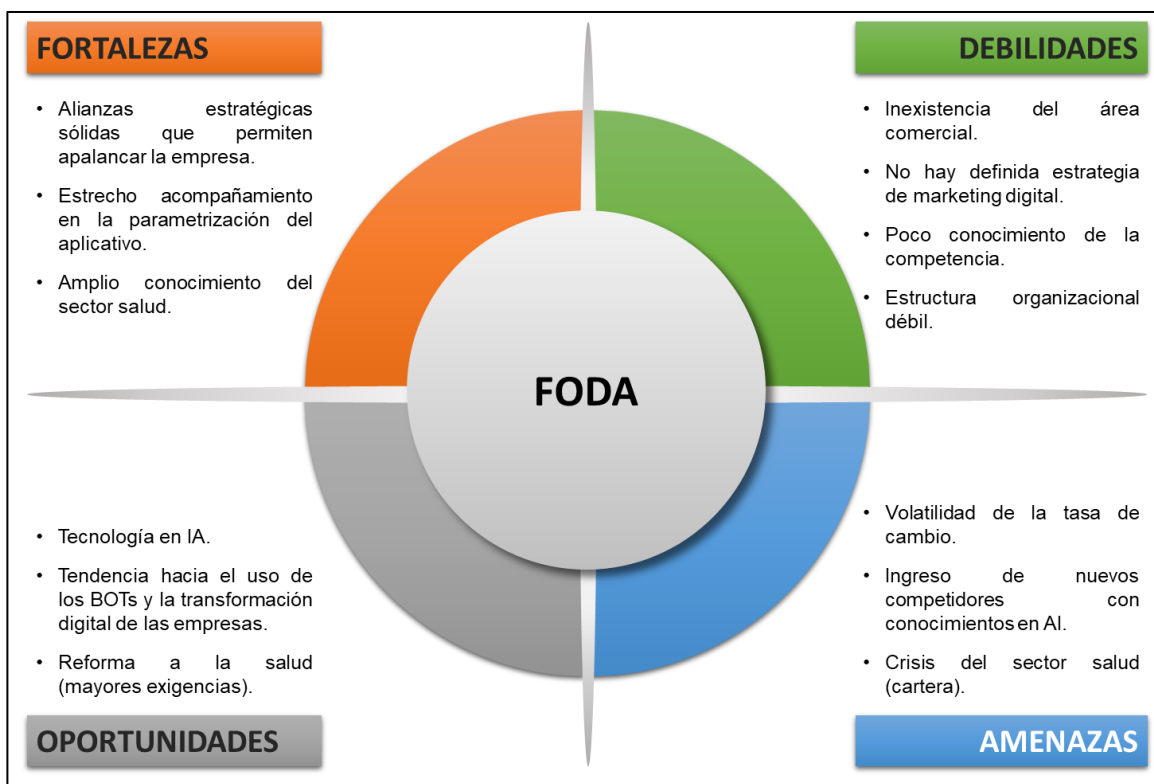 FORTALEZAS
• Alianzas estratégicas
sólidas que permiten
apalancar la empresa.
• Estrecho acompañamiento
en la parametrización del
aplicativo.
• Amplio conocimiento del
sector salud.
DEBILIDADES
• Inexistencia del área
comercial.
• No hay definida estrategia
de marketing digital.
• Poco conocimiento de la
competencia.
• Estructura organizacional
débil.
FODA
• Tecnología en IA.
• Tendencia hacia el uso de
los BOTs y la transformación
digital de las empresas.
• Reforma a la salud
(mayores exigencias).
OPORTUNIDADES
• Volatilidad de la tasa de
cambio.
• Ingreso de nuevos
competidores con
conocimientos en AI.
• Crisis del sector salud
(cartera).
AMENAZAS